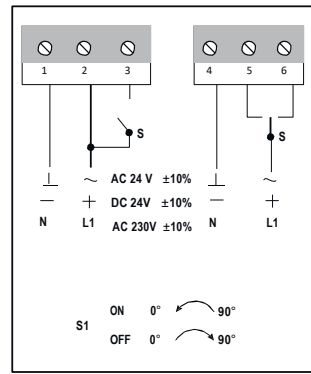 1 2 3 4 5 6
S S
AC 24 V ±10%
DC 24V ±10%
N L1 AC 230V ±10% N L1
S1
ON 0° 90°
OFF 0° 90°